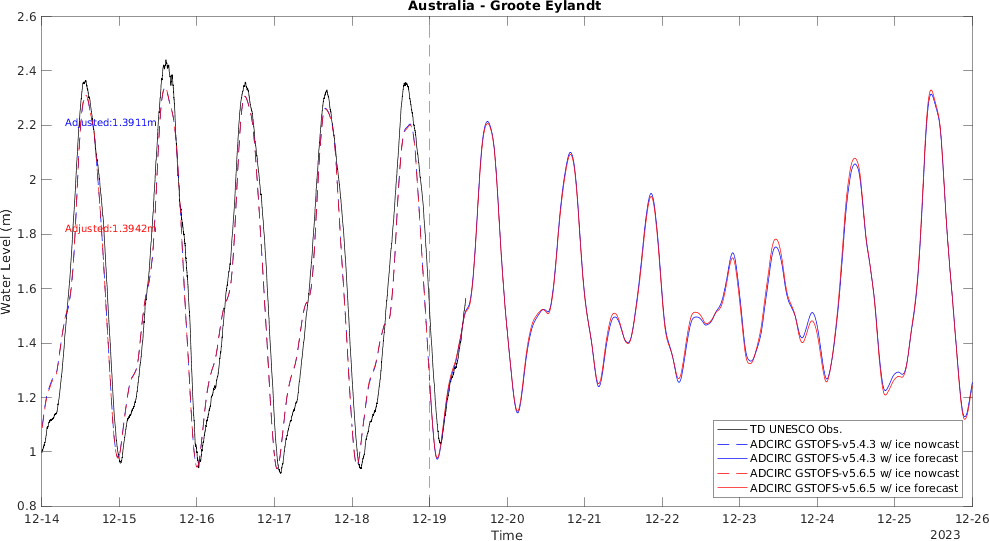 Australia - Groote Eylandt
2.6
2.4
2.2
2
1.8
1.6
1.4
1.2
1
0.8
Water Level (m)
Adjusted:1.3911m
Adjusted:1.3942m
TD UNESCO Obs.
ADCIRC GSTOFS-v5.4.3 w/ ice nowcast
ADCIRC GSTOFS-v5.4.3 w/ ice forecast
ADCIRC GSTOFS-v5.6.5 w/ ice nowcast
ADCIRC GSTOFS-v5.6.5 w/ ice forecast
12-14 12-15 12-16 12-17 12-18 12-19 12-20 12-21 12-22 12-23 12-24 12-25 12-26
Time
2023